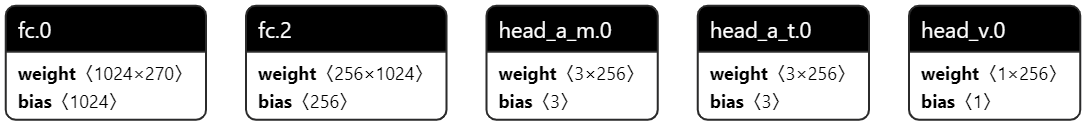 fc.0
weight〈1024×270〉
bias〈1024〉
fc.2
weight〈256×1024〉
bias〈256〉
head_a_m.0
weight〈3×256〉
bias〈3〉
head_a_t.0
weight〈3×256〉
bias〈3〉
head_v.0
weight〈1×256〉
bias〈1〉